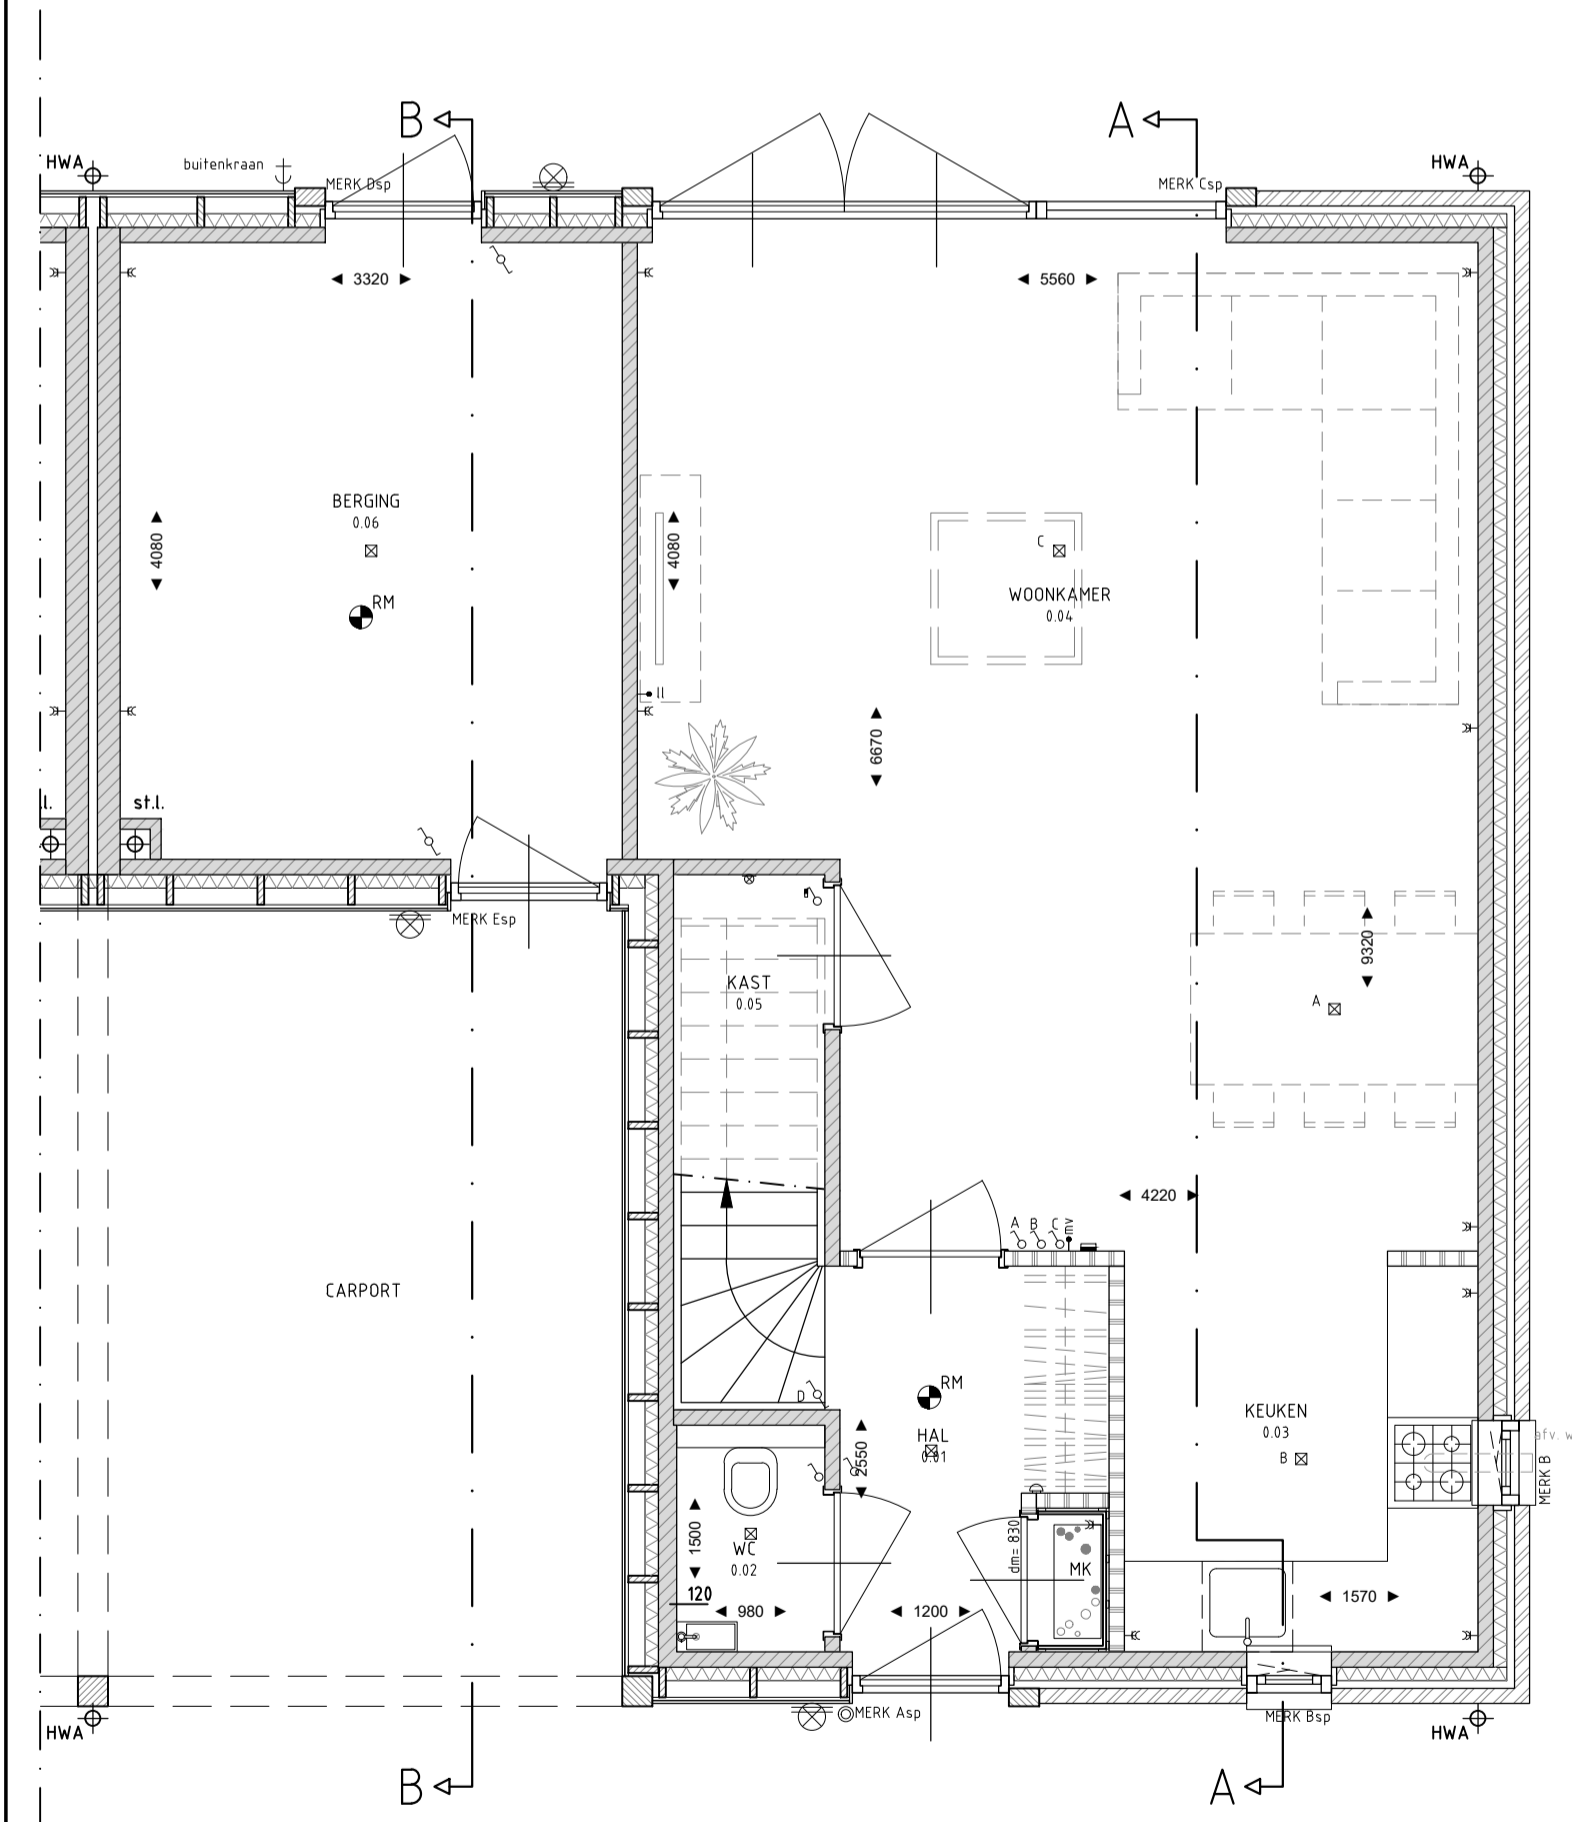 B
A
HWA
buitenkraan
MERK Dsp
MERK Csp
HWA
3320
5560
BERGING
0.06
4080
RM
4080
C
WOONKAMER
0.04
ll
6670
st.l.
MERK Esp
KAST
0.05
9320
A
4220
A B C mv
CARPORT
D
RM
HAL
0.01
2550
KEUKEN
0.03
B
afv. w
MERK B
1500
WC
0.02
120
980
1200
dm= 830
MK
1570
HWA
MERK Asp
MERK Bsp
HWA
B
A